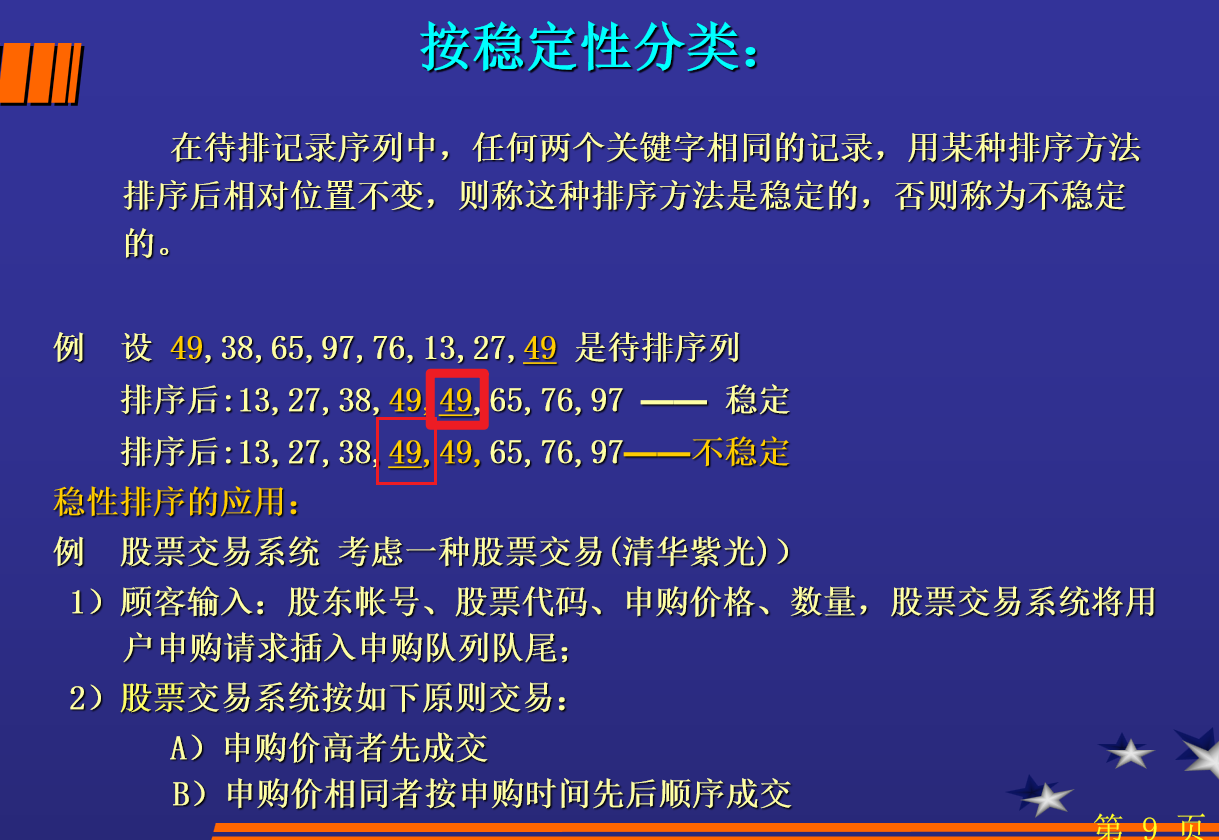 按稳定性分类：
在待排记录序列中，任何两个关键字相同的记录，用某种排序方法
排序后相对位置不变，则称这种排序方法是稳定的，否则称为不稳定
的。
例 设 49,38,65,97,76,13,27,49 是待排序列
排序后:13,27,38,49,49,65,76,97 —— 稳定
排序后:13,27,38,49,49,65,76,97——不稳定
稳性排序的应用：
例 股票交易系统 考虑一种股票交易(清华紫光)）
1）顾客输入：股东帐号、股票代码、申购价格、数量，股票交易系统将用
户申购请求插入申购队列队尾；
2）股票交易系统按如下原则交易：
A）申购价高者先成交
B）申购价相同者按申购时间先后顺序成交
第 9 页